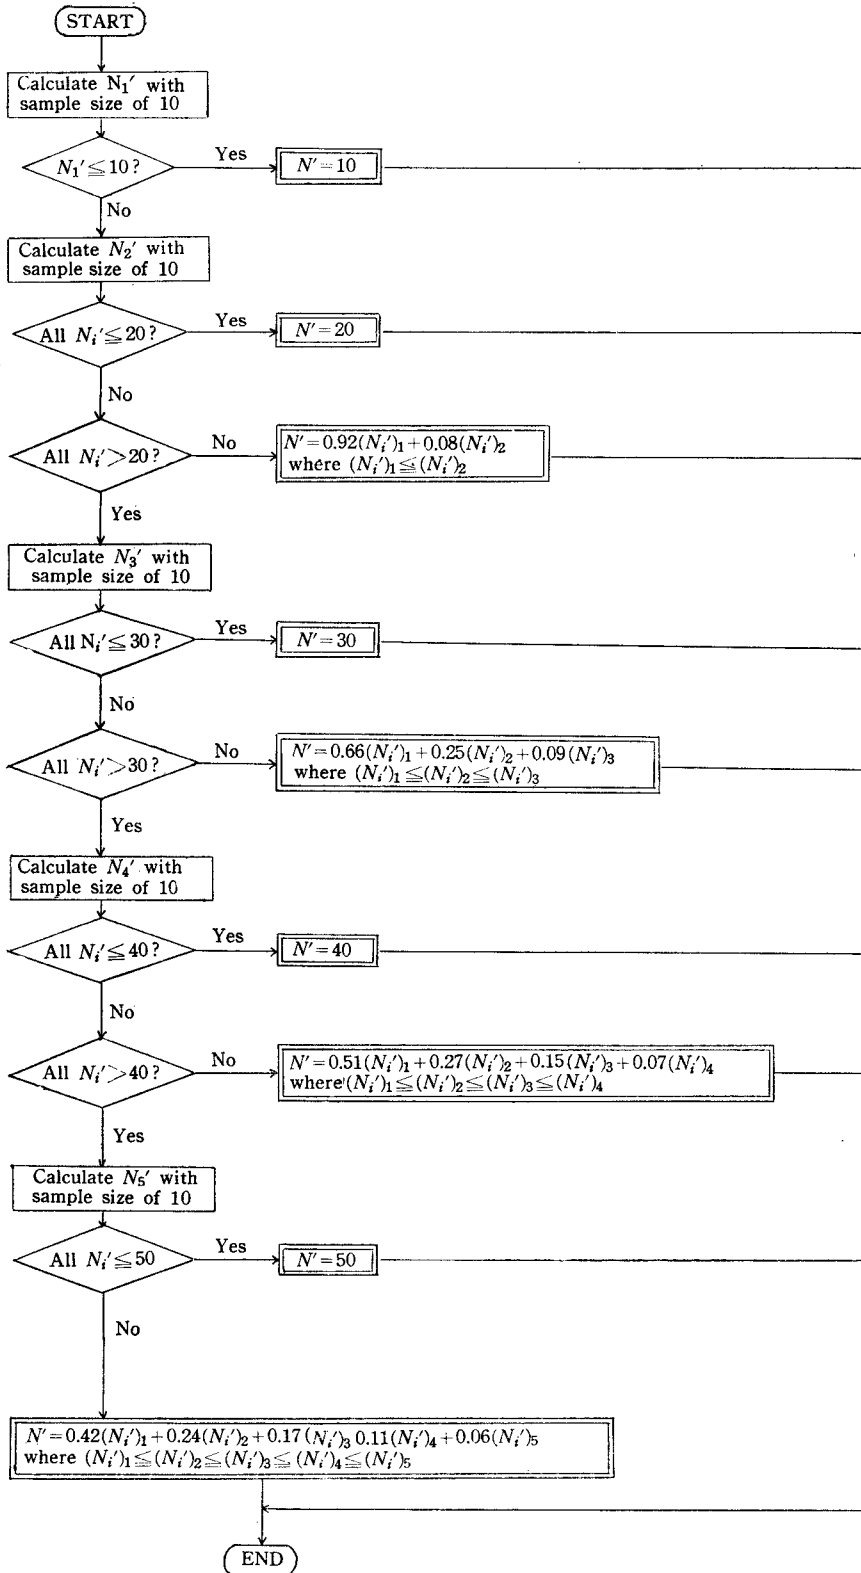 START
Calculate N₁′ with
sample size of 10
N₁′≦10?
Yes
N′=10
No
Calculate N₂′ with
sample size of 10
All Nᵢ′≦20?
Yes
N′=20
No
All Nᵢ′>20?
No
N′=0.92(Nᵢ′)₁+0.08(Nᵢ′)₂
where (Nᵢ′)₁≦(Nᵢ′)₂
Yes
Calculate N₃′ with
sample size of 10
All Nᵢ′≦30?
Yes
N′=30
No
All Nᵢ′>30?
No
N′=0.66(Nᵢ′)₁+0.25(Nᵢ′)₂+0.09(Nᵢ′)₃
where (Nᵢ′)₁≦(Nᵢ′)₂≦(Nᵢ′)₃
Yes
Calculate N₄′ with
sample size of 10
All Nᵢ′≦40?
Yes
N′=40
No
All Nᵢ′>40?
No
N′=0.51(Nᵢ′)₁+0.27(Nᵢ′)₂+0.15(Nᵢ′)₃+0.07(Nᵢ′)₄
where (Nᵢ′)₁≦(Nᵢ′)₂≦(Nᵢ′)₃≦(Nᵢ′)₄
Yes
Calculate N₅′ with
sample size of 10
All Nᵢ′≦50
Yes
N′=50
No
N′=0.42(Nᵢ′)₁+0.24(Nᵢ′)₂+0.17(Nᵢ′)₃ 0.11(Nᵢ′)₄+0.06(Nᵢ′)₅
where (Nᵢ′)₁≦(Nᵢ′)₂≦(Nᵢ′)₃≦(Nᵢ′)₄≦(Nᵢ′)₅
END